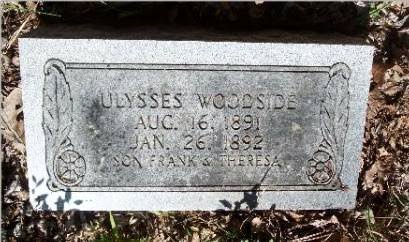 ULYSSES WOODSIDE
AUG. 16, 1891
JAN. 26, 1892
SON FRANK & THERESA